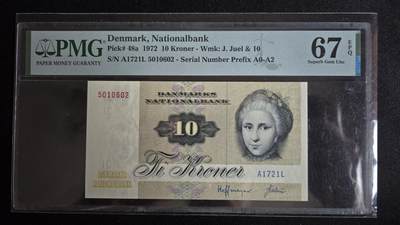 PMG
PAPER MONEY GUARANTY
Denmark, Nationalbank
Pick# 48a 1972 10 Kroner - Wmk: J. Juel & 10
S/N A1721L 5010602 - Serial Number Prefix A0-A2
67 EPQ
Superb Gem Unc
5010602
DANMARKS
NATIONALBANK
10
Ti Kroner
A1721L